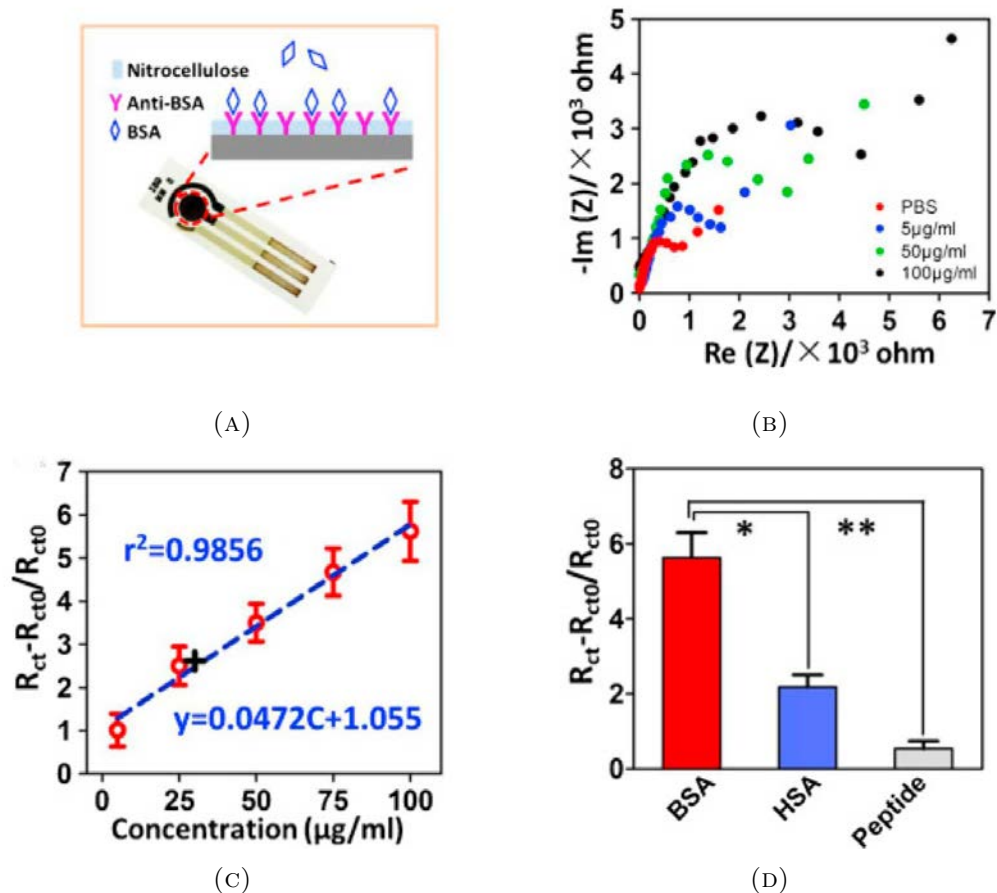 Nitrocellulose
Anti-BSA
BSA
(A)
-Im (Z)/×10³ ohm
5
4
3
2
1
0
PBS
5µg/ml
50µg/ml
100µg/ml
0 1 2 3 4 5 6 7
Re (Z)/×10³ ohm
(B)
Rct-Rct0/Rct0
7
6
5
4
3
2
1
0
r²=0.9856
y=0.0472C+1.055
0 25 50 75 100
Concentration (µg/ml)
(C)
Rct-Rct0/Rct0
8
6
4
2
0
* **
BSA
HSA
Peptide
(D)